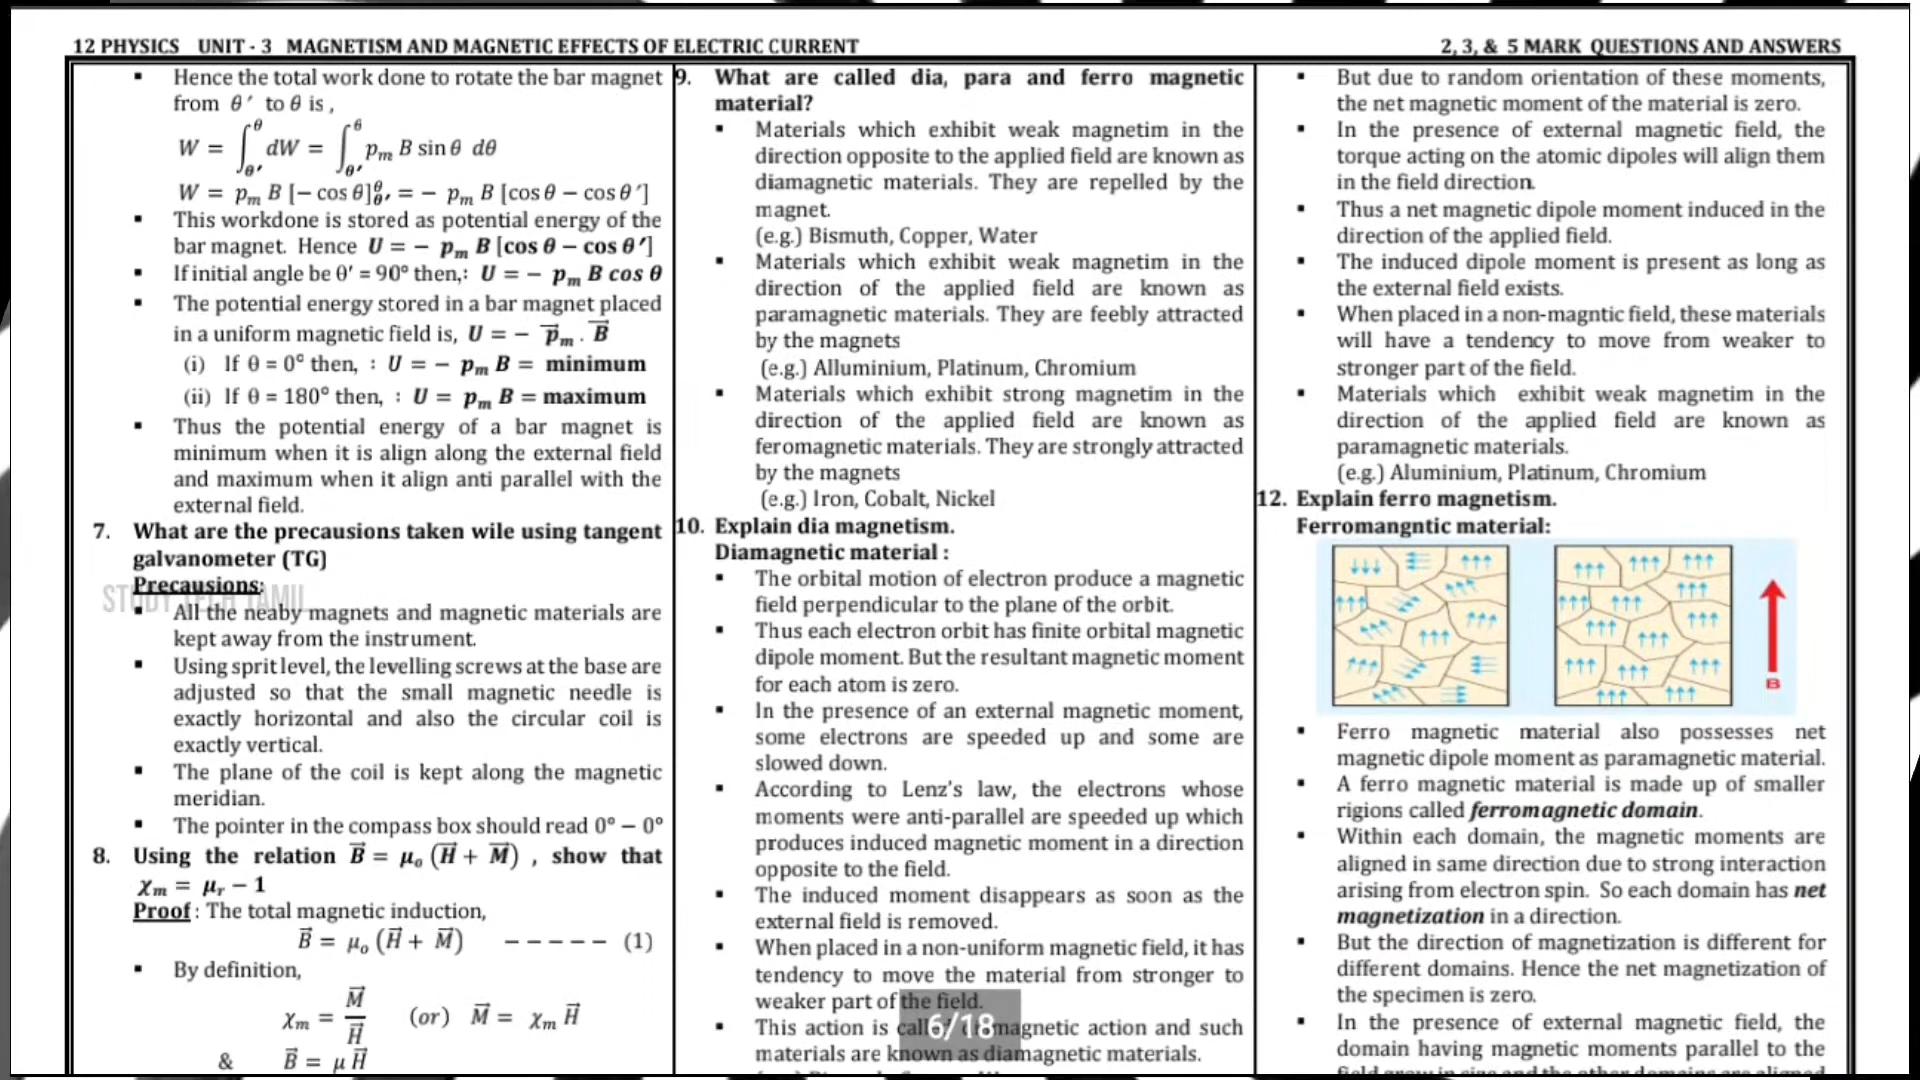 12 PHYSICS UNIT - 3 MAGNETISM AND MAGNETIC EFFECTS OF ELECTRIC CURRENT
2, 3, & 5 MARK QUESTIONS AND ANSWERS
▪ Hence the total work done to rotate the bar magnet
from θ′ to θ is ,
W = ∫_θ′^θ dW = ∫_θ′^θ pₘ B sin θ dθ
W = pₘ B [− cos θ]_θ′^θ = − pₘ B [cos θ − cos θ ′]
▪ This workdone is stored as potential energy of the
bar magnet. Hence U = − pₘ B [cos θ − cos θ ′]
▪ If initial angle be θ′ = 90° then,: U = − pₘ B cos θ
▪ The potential energy stored in a bar magnet placed
in a uniform magnetic field is, U = − p⃗ₘ . B⃗
(i) If θ = 0° then, : U = − pₘ B = minimum
(ii) If θ = 180° then, : U = pₘ B = maximum
▪ Thus the potential energy of a bar magnet is
minimum when it is align along the external field
and maximum when it align anti parallel with the
external field.
7. What are the precausions taken wile using tangent
galvanometer (TG)
Precausions:
STUDY TECH TAMIL
▪ All the neaby magnets and magnetic materials are
kept away from the instrument.
▪ Using sprit level, the levelling screws at the base are
adjusted so that the small magnetic needle is
exactly horizontal and also the circular coil is
exactly vertical.
▪ The plane of the coil is kept along the magnetic
meridian.
▪ The pointer in the compass box should read 0° − 0°
8. Using the relation B⃗ = μₒ (H⃗ + M⃗) , show that
χₘ = μᵣ − 1
Proof : The total magnetic induction,
B⃗ = μₒ (H⃗ + M⃗) − − − − − (1)
▪ By definition,
χₘ = M⃗ / H⃗ (or) M⃗ = χₘ H⃗
& B⃗ = μ H⃗
9. What are called dia, para and ferro magnetic
material?
▪ Materials which exhibit weak magnetim in the
direction opposite to the applied field are known as
diamagnetic materials. They are repelled by the
magnet.
(e.g.) Bismuth, Copper, Water
▪ Materials which exhibit weak magnetim in the
direction of the applied field are known as
paramagnetic materials. They are feebly attracted
by the magnets
(e.g.) Alluminium, Platinum, Chromium
▪ Materials which exhibit strong magnetim in the
direction of the applied field are known as
feromagnetic materials. They are strongly attracted
by the magnets
(e.g.) Iron, Cobalt, Nickel
10. Explain dia magnetism.
Diamagnetic material :
▪ The orbital motion of electron produce a magnetic
field perpendicular to the plane of the orbit.
▪ Thus each electron orbit has finite orbital magnetic
dipole moment. But the resultant magnetic moment
for each atom is zero.
▪ In the presence of an external magnetic moment,
some electrons are speeded up and some are
slowed down.
▪ According to Lenz's law, the electrons whose
moments were anti-parallel are speeded up which
produces induced magnetic moment in a direction
opposite to the field.
▪ The induced moment disappears as soon as the
external field is removed.
▪ When placed in a non-uniform magnetic field, it has
tendency to move the material from stronger to
weaker part of the field.
6/18
▪ This action is magnetic action and such
materials are known as diamagnetic materials.
▪ But due to random orientation of these moments,
the net magnetic moment of the material is zero.
▪ In the presence of external magnetic field, the
torque acting on the atomic dipoles will align them
in the field direction.
▪ Thus a net magnetic dipole moment induced in the
direction of the applied field.
▪ The induced dipole moment is present as long as
the external field exists.
▪ When placed in a non-magntic field, these materials
will have a tendency to move from weaker to
stronger part of the field.
▪ Materials which exhibit weak magnetim in the
direction of the applied field are known as
paramagnetic materials.
(e.g.) Aluminium, Platinum, Chromium
12. Explain ferro magnetism.
Ferromangntic material:
B
▪ Ferro magnetic material also possesses net
magnetic dipole moment as paramagnetic material.
▪ A ferro magnetic material is made up of smaller
rigions called ferromagnetic domain.
▪ Within each domain, the magnetic moments are
aligned in same direction due to strong interaction
arising from electron spin. So each domain has net
magnetization in a direction.
▪ But the direction of magnetization is different for
different domains. Hence the net magnetization of
the specimen is zero.
▪ In the presence of external magnetic field, the
domain having magnetic moments parallel to the
field grow in size and the other domains are aligned